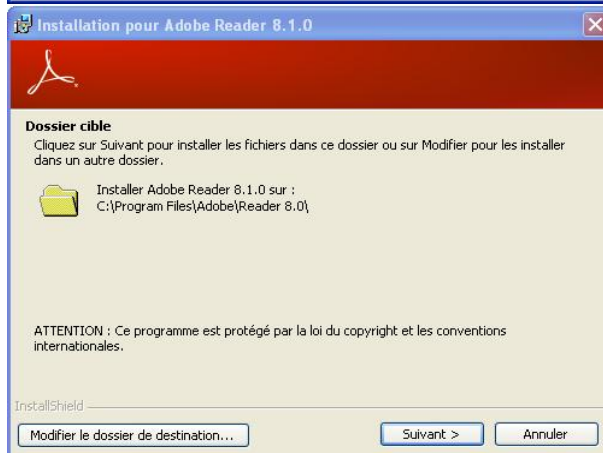 Installation pour Adobe Reader 8.1.0
Dossier cible
Cliquez sur Suivant pour installer les fichiers dans ce dossier ou sur Modifier pour les installer
dans un autre dossier.
Installer Adobe Reader 8.1.0 sur :
C:\Program Files\Adobe\Reader 8.0\
ATTENTION : Ce programme est protégé par la loi du copyright et les conventions
internationales.
InstallShield
Modifier le dossier de destination... Suivant > Annuler